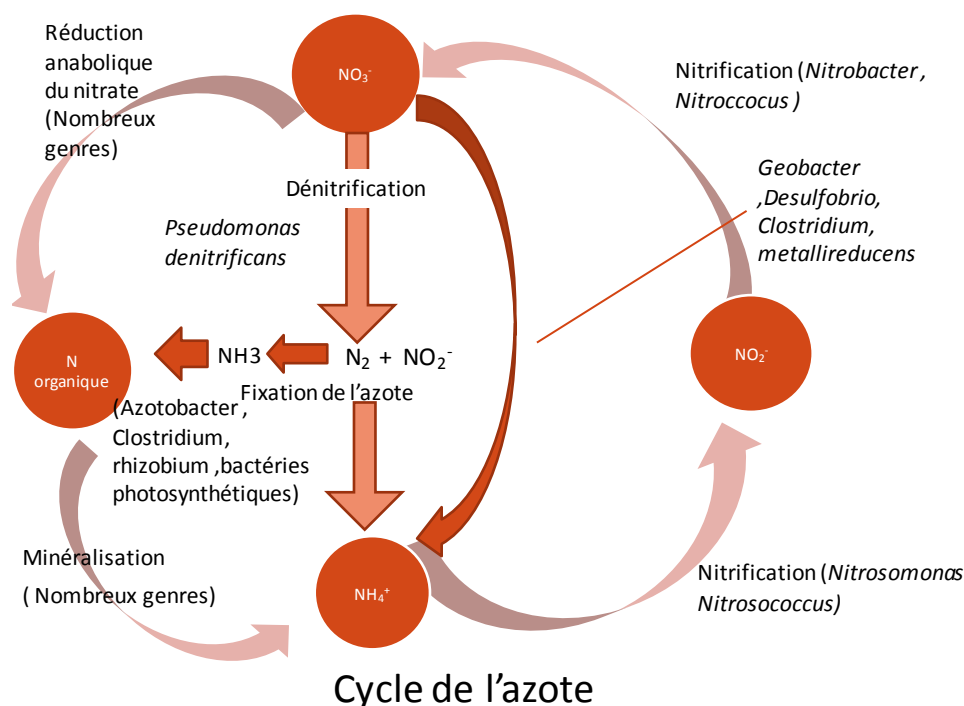 Réduction
anabolique
du nitrate
(Nombreux
genres)
NO₃⁻
Nitrification (Nitrobacter ,
Nitroccocus )
Dénitrification
Geobacter
,Desulfobrio,
Clostridium,
metallireducens
Pseudomonas
denitrificans
N
organique
NH3
N₂ + NO₂⁻
NO₂⁻
Fixation de l’azote
(Azotobacter ,
Clostridium,
rhizobium ,bactéries
photosynthétiques)
Minéralisation
( Nombreux genres)
NH₄⁺
Nitrification (Nitrosomonas
Nitrosococcus)
Cycle de l’azote